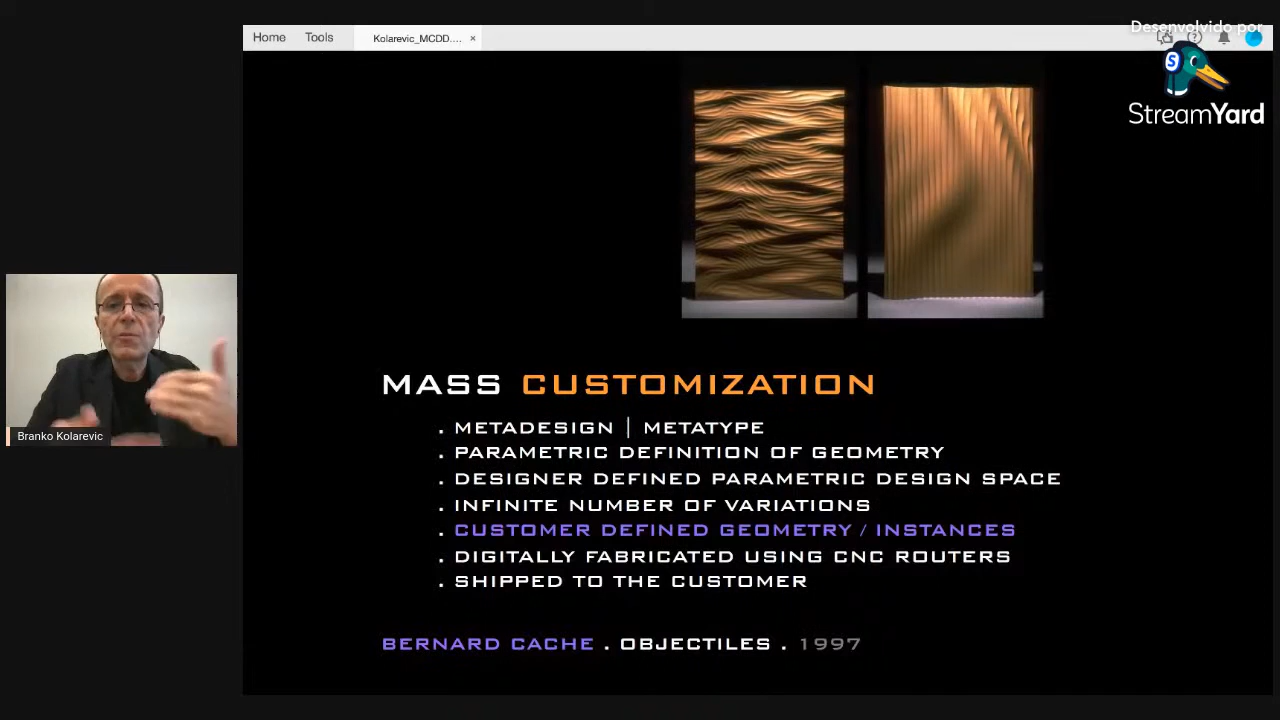 Home Tools Kolarevic_MCDD.... ×
Desenvolvido por
StreamYard
MASS CUSTOMIZATION
. METADESIGN | METATYPE
. PARAMETRIC DEFINITION OF GEOMETRY
. DESIGNER DEFINED PARAMETRIC DESIGN SPACE
. INFINITE NUMBER OF VARIATIONS
. CUSTOMER DEFINED GEOMETRY / INSTANCES
. DIGITALLY FABRICATED USING CNC ROUTERS
. SHIPPED TO THE CUSTOMER
BERNARD CACHE . OBJECTILES . 1997
Branko Kolarevic